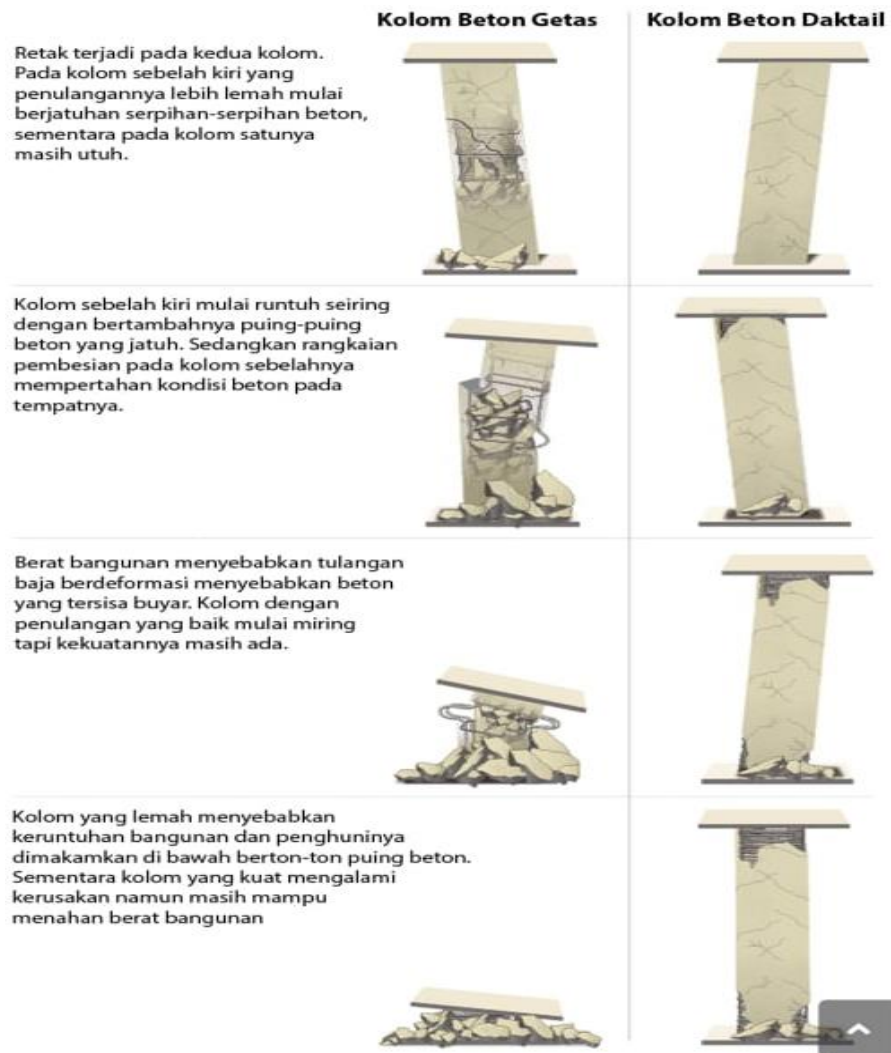 Kolom Beton Getas
Kolom Beton Daktail
Retak terjadi pada kedua kolom.
Pada kolom sebelah kiri yang
penulangannya lebih lemah mulai
berjatuhan serpihan-serpihan beton,
sementara pada kolom satunya
masih utuh.
Kolom sebelah kiri mulai runtuh seiring
dengan bertambahnya puing-puing
beton yang jatuh. Sedangkan rangkaian
pembesian pada kolom sebelahnya
mempertahan kondisi beton pada
tempatnya.
Berat bangunan menyebabkan tulangan
baja berdeformasi menyebabkan beton
yang tersisa buyar. Kolom dengan
penulangan yang baik mulai miring
tapi kekuatannya masih ada.
Kolom yang lemah menyebabkan
keruntuhan bangunan dan penghuninya
dimakamkan di bawah berton-ton puing beton.
Sementara kolom yang kuat mengalami
kerusakan namun masih mampu
menahan berat bangunan